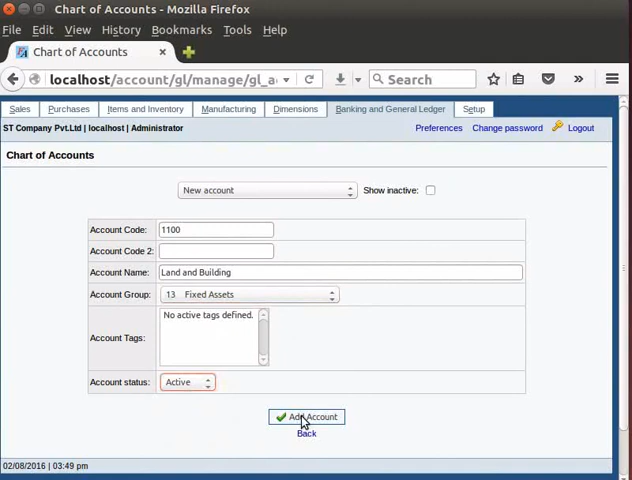 Chart of Accounts - Mozilla Firefox
File Edit View History Bookmarks Tools Help
Chart of Accounts
localhost/account/gl/manage/gl_a
Search
Sales Purchases Items and Inventory Manufacturing Dimensions Banking and General Ledger Setup
ST Company Pvt.Ltd | localhost | Administrator Preferences Change password Logout
Chart of Accounts
New account Show inactive:
Account Code: 1100
Account Code 2:
Account Name: Land and Building
Account Group: 13 Fixed Assets
Account Tags: No active tags defined.
Account status: Active
Add Account
Back
02/08/2016 | 03:49 pm